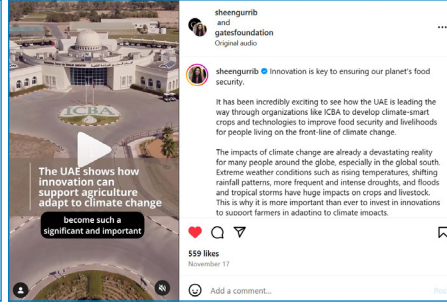 ICBA
The UAE shows how
innovation can
support agriculture
adapt to climate change
become such a
significant and important
sheengurrib
and
gatesfoundation
Original audio
sheengurrib Innovation is key to ensuring our planet's food
security.
It has been incredibly exciting to see how the UAE is leading the
way through organizations like ICBA to develop climate-smart
crops and technologies to improve food security and livelihoods
for people living on the front-line of climate change.
The impacts of climate change are already a devastating reality
for many people around the globe, especially in the global south.
Extreme weather conditions such as rising temperatures, shifting
rainfall patterns, more frequent and intense droughts, and floods
and tropical storms have huge impacts on crops and livestock.
This is why it is more important than ever to invest in innovations
to support farmers in adapting to climate impacts.
559 likes
November 17
Add a comment...